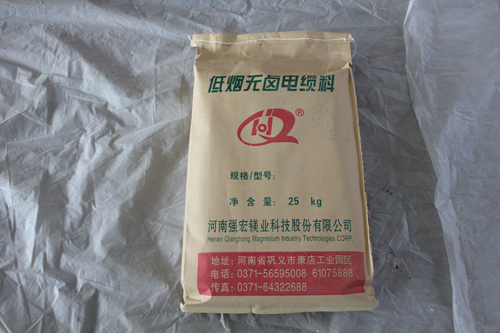 低烟无卤电缆料
®
规格/型号:
净 含 量: 25 kg
河南强宏镁业科技股份有限公司
Henan Qianghong Magnesium Industry Technologies CORP.
地址: 河南省巩义市康店工业园区
电话: 0371-56595008 61075888
传真: 0371-64322688